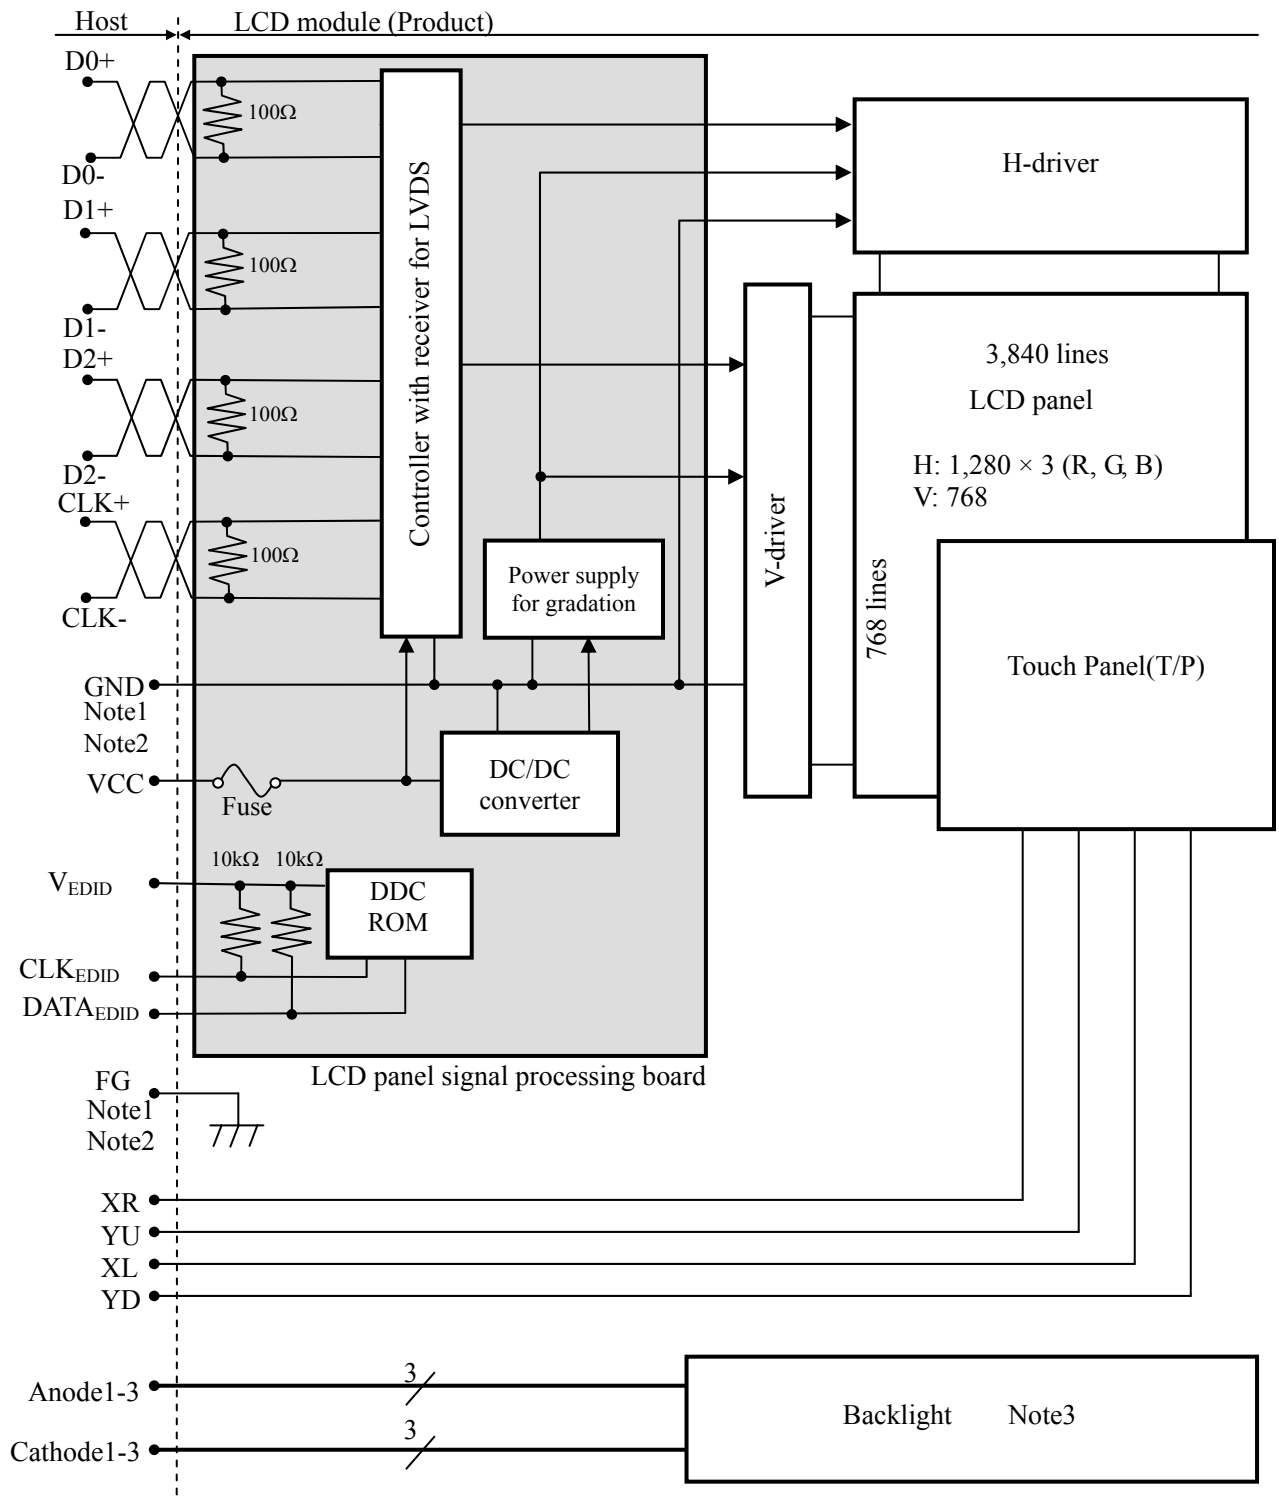 Host
LCD module (Product)
D0+
100Ω
D0-
D1+
100Ω
D1-
D2+
100Ω
D2-
CLK+
100Ω
CLK-
Controller with receiver for LVDS
H-driver
V-driver
3,840 lines
LCD panel
H: 1,280 × 3 (R, G, B)
V: 768
768 lines
Power supply
for gradation
Touch Panel(T/P)
GND
Note1
Note2
VCC
Fuse
DC/DC
converter
10kΩ
10kΩ
VEDID
DDC
ROM
CLKEDID
DATAEDID
LCD panel signal processing board
FG
Note1
Note2
XR
YU
XL
YD
Anode1-3
3
Cathode1-3
3
Backlight Note3